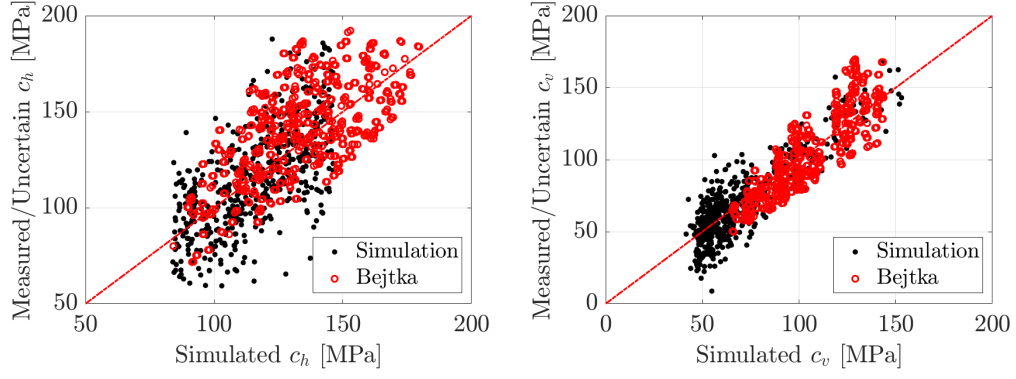 200
150
100
50
50
100
150
200
Measured/Uncertain c_h [MPa]
Simulated c_h [MPa]
Simulation
Bejtka
200
150
100
50
0
0
50
100
150
200
Measured/Uncertain c_v [MPa]
Simulated c_v [MPa]
Simulation
Bejtka